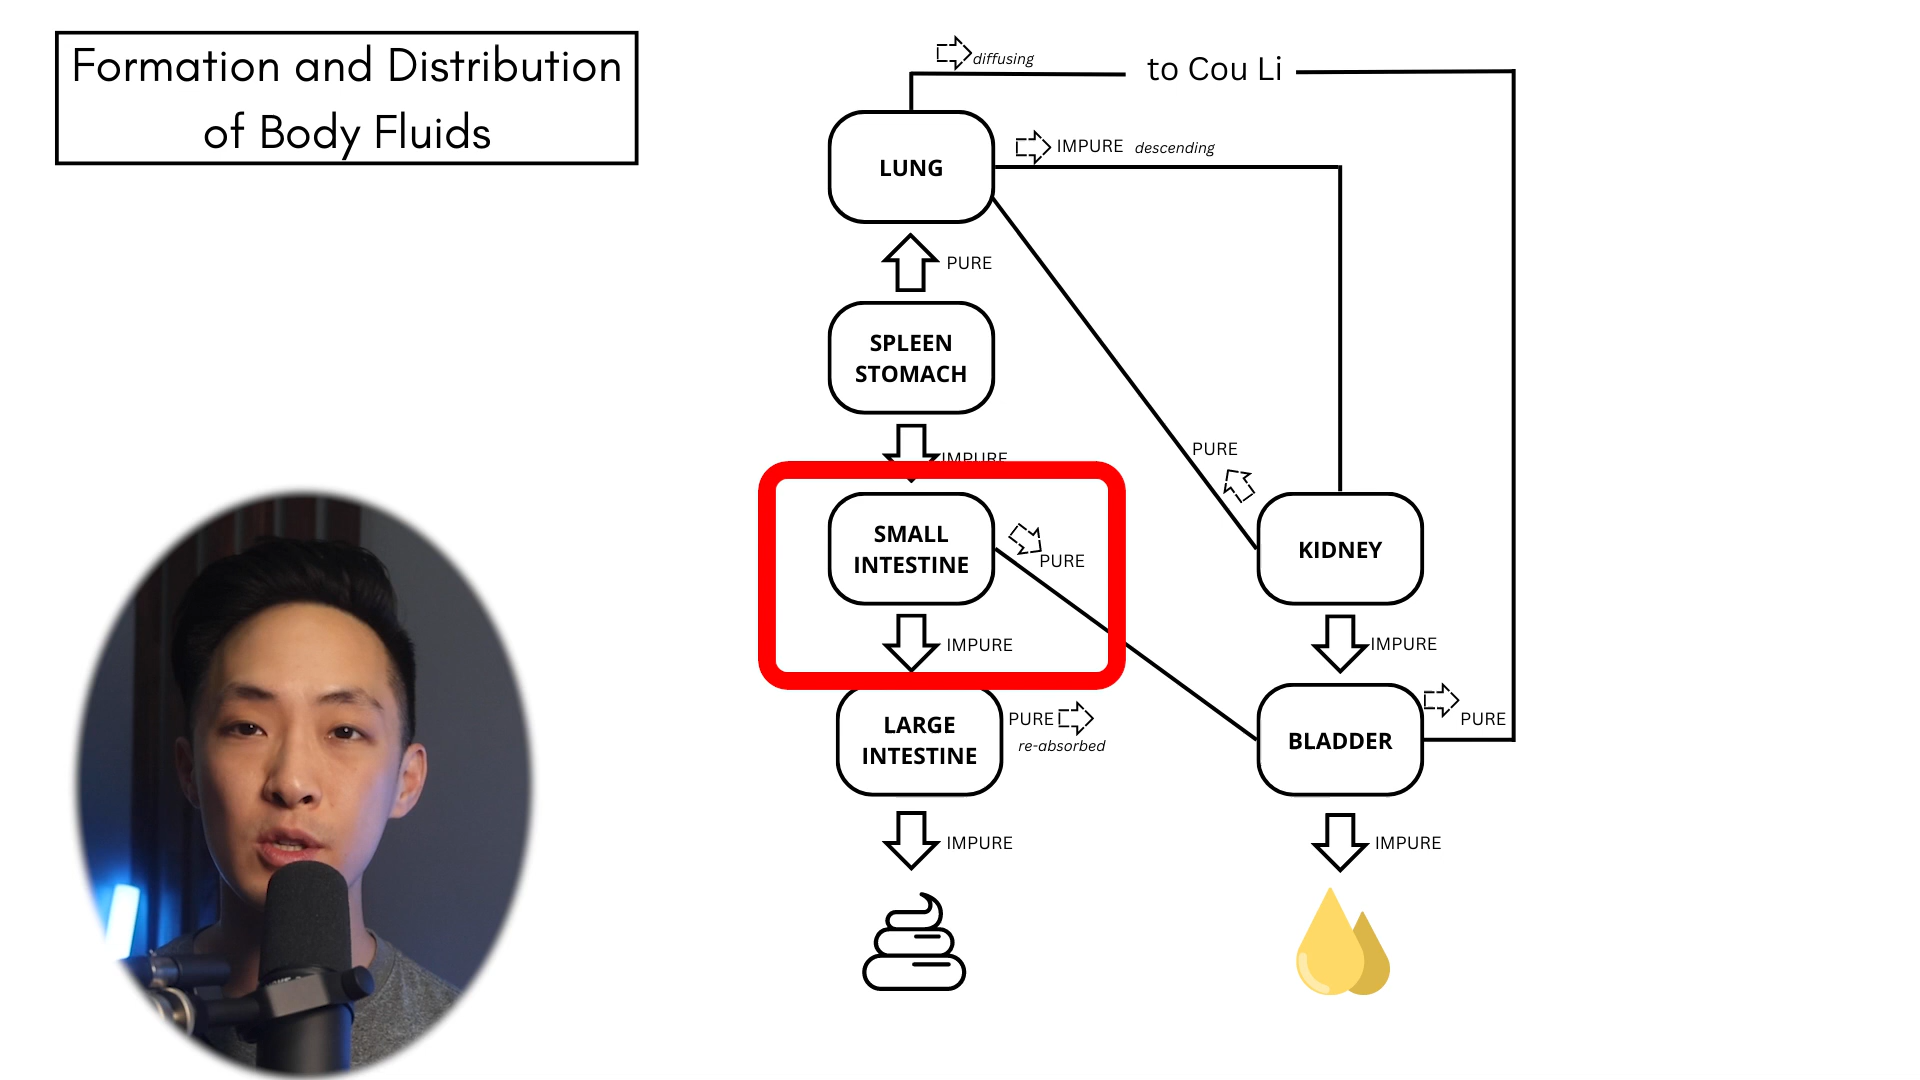 Formation and Distribution
of Body Fluids
diffusing
to Cou Li
LUNG
IMPURE descending
PURE
SPLEEN
STOMACH
IMPURE
PURE
SMALL
INTESTINE
PURE
KIDNEY
IMPURE
IMPURE
LARGE
INTESTINE
PURE
re-absorbed
BLADDER
PURE
IMPURE
IMPURE